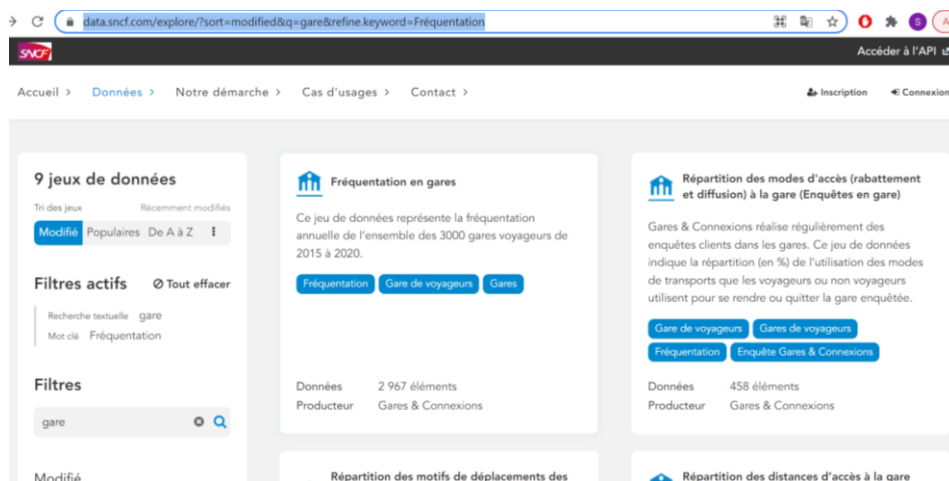 data.sncf.com/explore/?sort=modified&q=gare&refine.keyword=Fréquentation
S
SNCF
Accéder à l'API
Accueil > Données > Notre démarche > Cas d'usages > Contact >
Inscription Connexion
9 jeux de données
Tri des jeux Récemment modifiés
Modifié Populaires De A à Z
Filtres actifs Tout effacer
Recherche textuelle gare
Mot clé Fréquentation
Filtres
gare
Modifié
Fréquentation en gares
Ce jeu de données représente la fréquentation
annuelle de l'ensemble des 3000 gares voyageurs de
2015 à 2020.
Fréquentation Gare de voyageurs Gares
Données 2 967 éléments
Producteur Gares & Connexions
Répartition des modes d'accès (rabattement
et diffusion) à la gare (Enquêtes en gare)
Gares & Connexions réalise régulièrement des
enquêtes clients dans les gares. Ce jeu de données
indique la répartition (en %) de l'utilisation des modes
de transports que les voyageurs ou non voyageurs
utilisent pour se rendre ou quitter la gare enquêtée.
Gare de voyageurs Gares de voyageurs
Fréquentation Enquête Gares & Connexions
Données 458 éléments
Producteur Gares & Connexions
Répartition des motifs de déplacements des
Répartition des distances d'accès à la gare